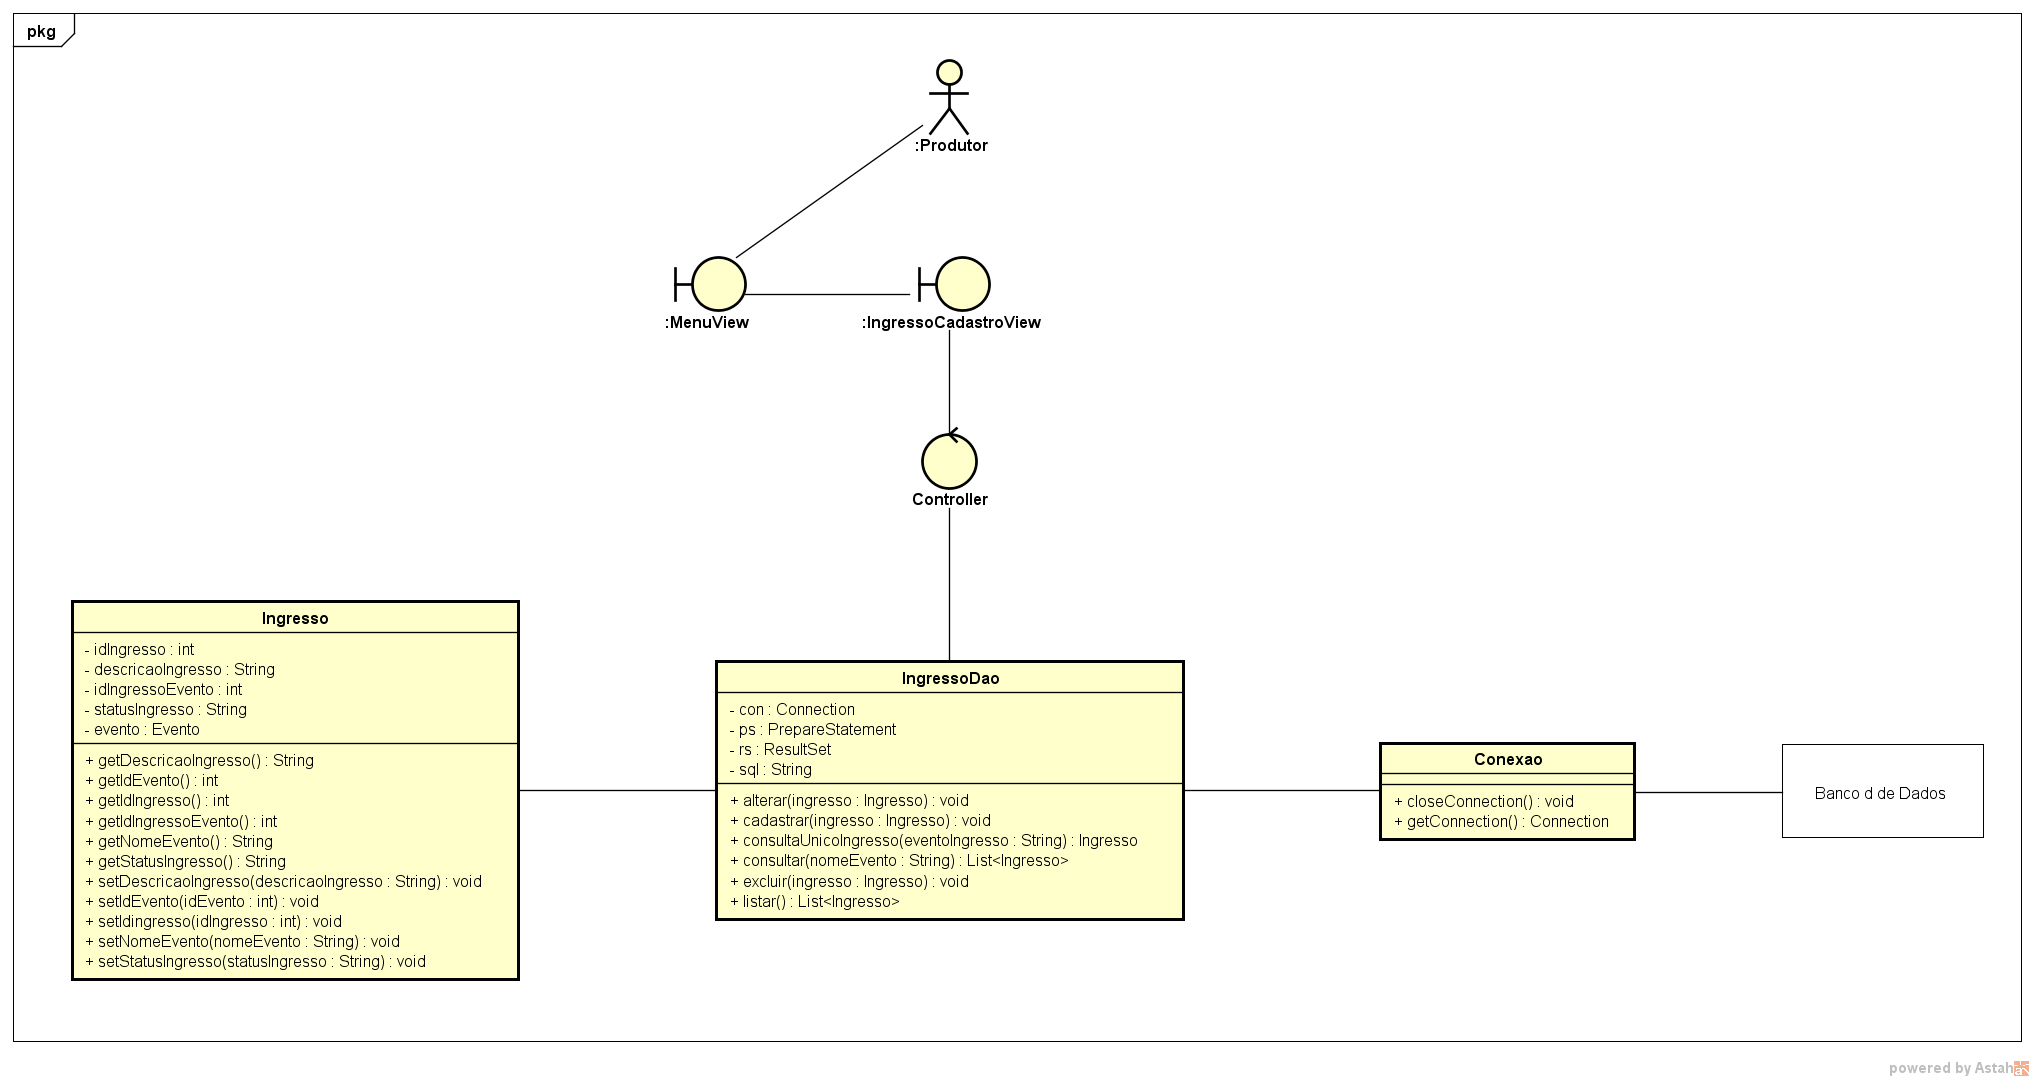 pkg
:Produtor
:MenuView
:IngressoCadastroView
Controller
Ingresso
- idIngresso : int
- descricaoIngresso : String
- idIngressoEvento : int
- statusIngresso : String
- evento : Evento
+ getDescricaoIngresso() : String
+ getIdEvento() : int
+ getIdIngresso() : int
+ getIdIngressoEvento() : int
+ getNomeEvento() : String
+ getStatusIngresso() : String
+ setDescricaoIngresso(descricaoIngresso : String) : void
+ setIdEvento(idEvento : int) : void
+ setIdingresso(idIngresso : int) : void
+ setNomeEvento(nomeEvento : String) : void
+ setStatusIngresso(statusIngresso : String) : void
IngressoDao
- con : Connection
- ps : PrepareStatement
- rs : ResultSet
- sql : String
+ alterar(ingresso : Ingresso) : void
+ cadastrar(ingresso : Ingresso) : void
+ consultaUnicoIngresso(eventoIngresso : String) : Ingresso
+ consultar(nomeEvento : String) : List<Ingresso>
+ excluir(ingresso : Ingresso) : void
+ listar() : List<Ingresso>
Conexao
+ closeConnection() : void
+ getConnection() : Connection
Banco d de Dados
powered by Astah